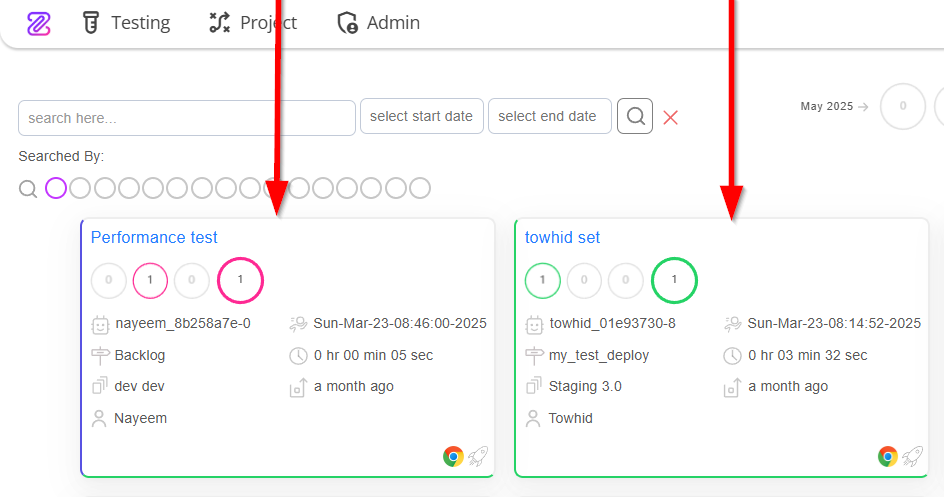 Testing Project Admin
search here... select start date select end date May 2025 → 0
Searched By:
Performance test
0 1 0 1
nayeem_8b258a7e-0 Sun-Mar-23-08:46:00-2025
Backlog 0 hr 00 min 05 sec
dev dev a month ago
Nayeem
towhid set
1 0 0 1
towhid_01e93730-8 Sun-Mar-23-08:14:52-2025
my_test_deploy 0 hr 03 min 32 sec
Staging 3.0 a month ago
Towhid